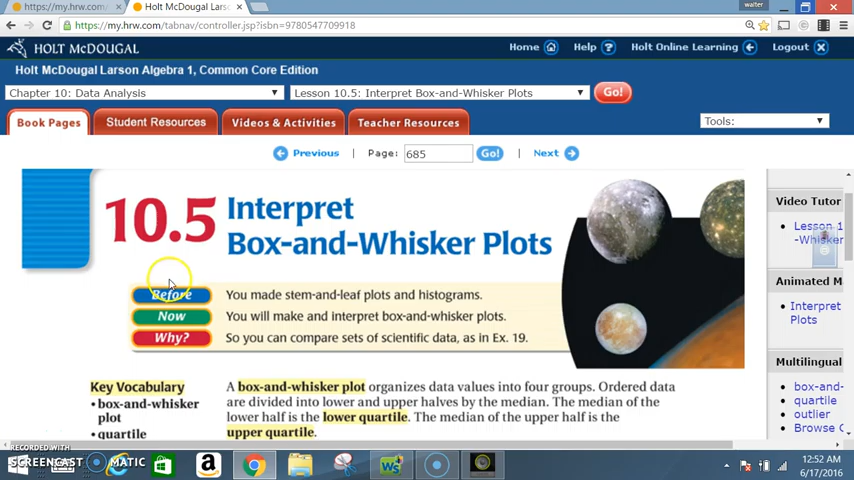 https://my.hrw.com/
Holt McDougal Larson
walter
https://my.hrw.com/tabnav/controller.jsp?isbn=9780547709918
HOLT McDOUGAL
Home
Help ?
Holt Online Learning
Logout X
Holt McDougal Larson Algebra 1, Common Core Edition
Chapter 10: Data Analysis
Lesson 10.5: Interpret Box-and-Whisker Plots
Go!
Book Pages
Student Resources
Videos & Activities
Teacher Resources
Tools:
Previous | Page: 685 Go! | Next
10.5 Interpret
Box-and-Whisker Plots
Before You made stem-and-leaf plots and histograms.
Now You will make and interpret box-and-whisker plots.
Why? So you can compare sets of scientific data, as in Ex. 19.
Key Vocabulary
• box-and-whisker
plot
• quartile
A box-and-whisker plot organizes data values into four groups. Ordered data
are divided into lower and upper halves by the median. The median of the
lower half is the lower quartile. The median of the upper half is the
upper quartile.
Video Tutor
Lesson 1
-Whisker
Animated M
Interpret
Plots
Multilingual
box-and-
quartile
outlier
Browse G
RECORDED WITH
SCREENCAST MATIC
12:52 AM
6/17/2016